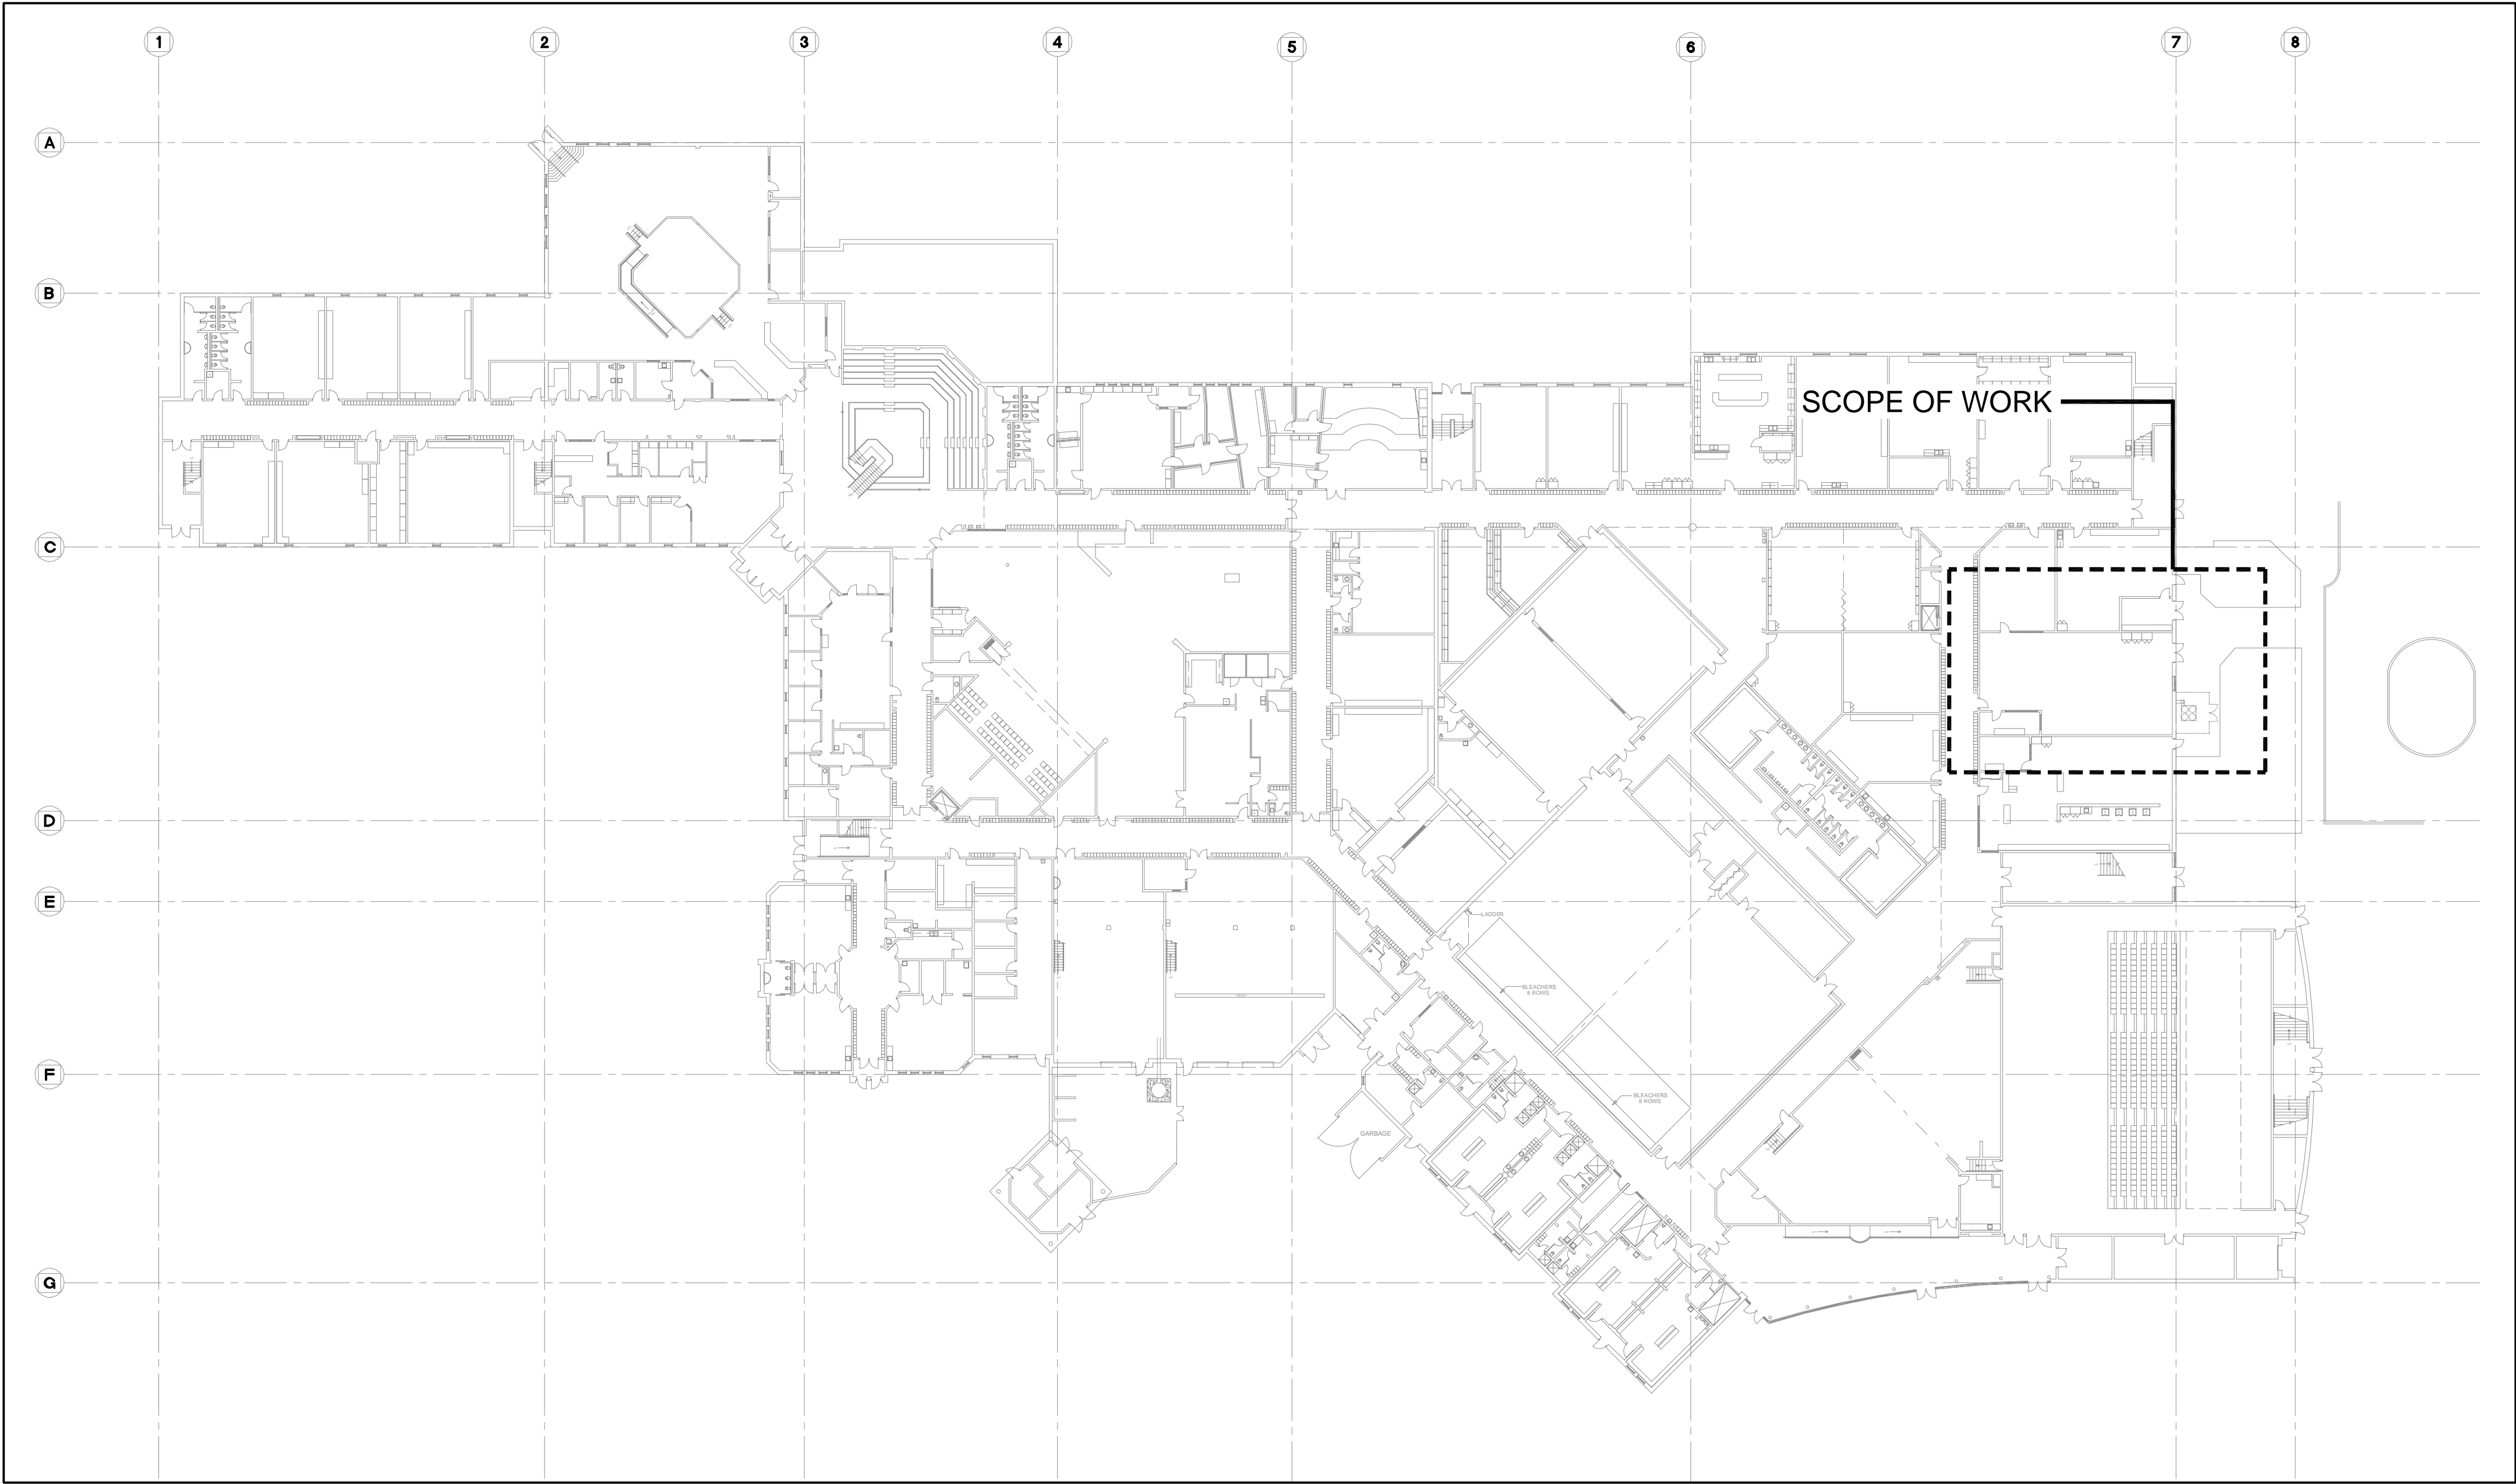 1 2 3 4 5 6 7 8
A
B
SCOPE OF WORK
C
D
E
LADDER
BLEACHERS
8 ROWS
F
BLEACHERS
8 ROWS
GARBAGE
G